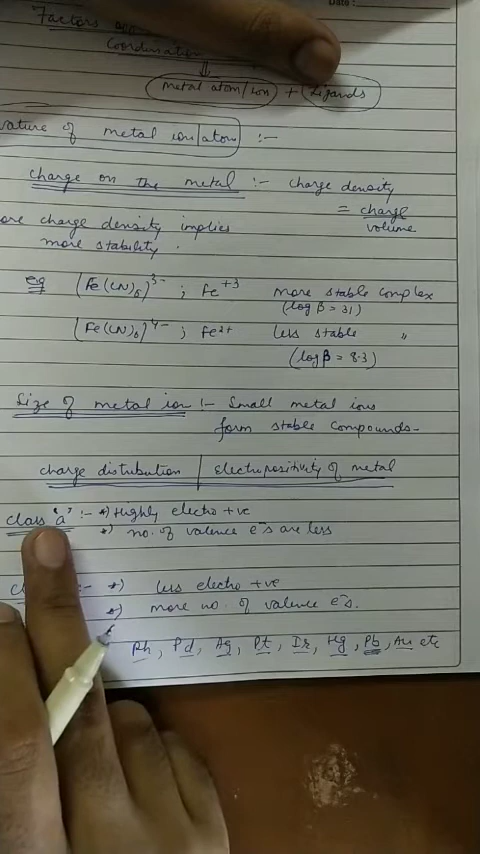 Date :
Factors
Coordination
⇓
Metal atom/ion + Ligands
nature of metal ion/atom :-
charge on the metal :- charge density
= charge
volume
ore charge density implies
more stability .
eg [Fe(CN)6]3- ; Fe+3 more stable complex
(log β = 31)
[Fe(CN)6]4- ; Fe2+ less stable "
(log β = 8.3)
Size of metal ion :- Small metal ions
form stable compounds-
charge distribution | electropositivity of metal
class 'a' :- *) Highly electro +ve
*) no. of valence e-s are less
:- *) less electro +ve
*) more no. of valence e-s.
Rh, Pd, Ag, Pt, Ir, Hg, Pb, Au etc